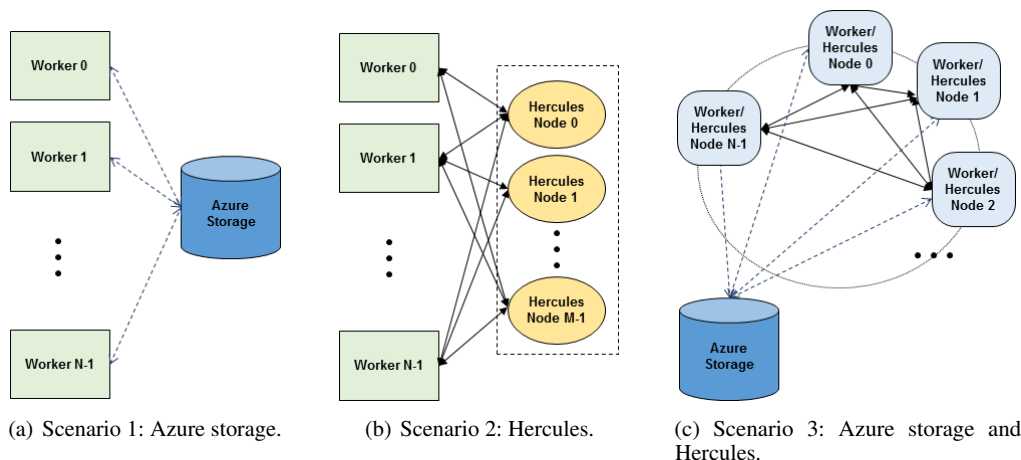 Worker 0
Worker 1
Worker N-1
Azure
Storage
(a) Scenario 1: Azure storage.
Worker 0
Worker 1
Worker N-1
Hercules
Node 0
Hercules
Node 1
Hercules
Node M-1
(b) Scenario 2: Hercules.
Worker/
Hercules
Node 0
Worker/
Hercules
Node 1
Worker/
Hercules
Node N-1
Worker/
Hercules
Node 2
Azure
Storage
(c) Scenario 3: Azure storage and
Hercules.